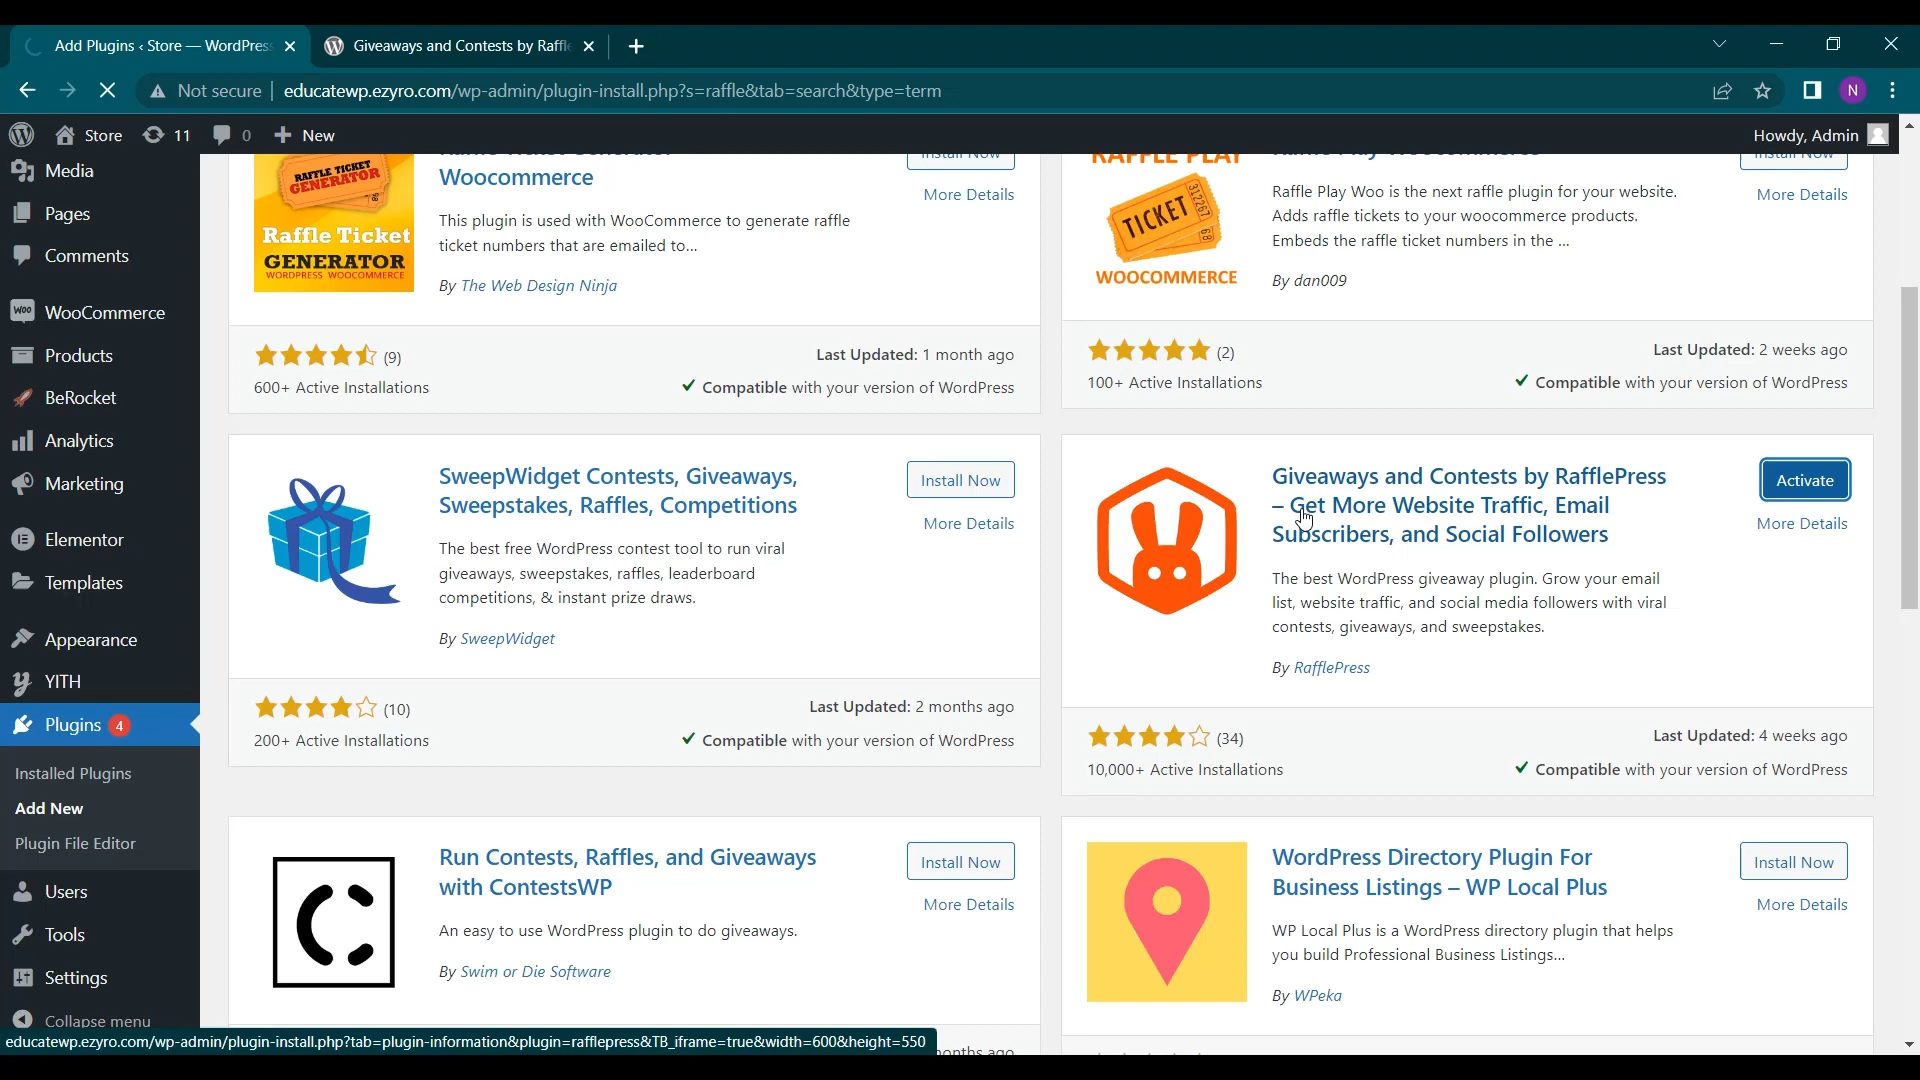 Add Plugins ‹ Store — WordPres
Giveaways and Contests by Raffl
Not secure
educatewp.ezyro.com/wp-admin/plugin-install.php?s=raffle&tab=search&type=term
N
Store
11
0
New
Howdy, Admin
Media
Pages
Comments
WooCommerce
Products
BeRocket
Analytics
Marketing
Elementor
Templates
Appearance
YITH
Plugins 4
Installed Plugins
Add New
Plugin File Editor
Users
Tools
Settings
Collapse menu
RAFFLE TICKET
GENERATOR
Raffle Ticket
GENERATOR
WORDPRESS WOOCOMMERCE
Woocommerce
Install Now
More Details
This plugin is used with WooCommerce to generate raffle
ticket numbers that are emailed to...
By The Web Design Ninja
(9)
600+ Active Installations
Last Updated: 1 month ago
Compatible with your version of WordPress
RAFFLE PLAY
TICKET
312267
WOOCOMMERCE
Install Now
More Details
Raffle Play Woo is the next raffle plugin for your website.
Adds raffle tickets to your woocommerce products.
Embeds the raffle ticket numbers in the ...
By dan009
(2)
100+ Active Installations
Last Updated: 2 weeks ago
Compatible with your version of WordPress
SweepWidget Contests, Giveaways,
Sweepstakes, Raffles, Competitions
Install Now
More Details
The best free WordPress contest tool to run viral
giveaways, sweepstakes, raffles, leaderboard
competitions, & instant prize draws.
By SweepWidget
(10)
200+ Active Installations
Last Updated: 2 months ago
Compatible with your version of WordPress
Giveaways and Contests by RafflePress
– Get More Website Traffic, Email
Subscribers, and Social Followers
Activate
More Details
The best WordPress giveaway plugin. Grow your email
list, website traffic, and social media followers with viral
contests, giveaways, and sweepstakes.
By RafflePress
(34)
10,000+ Active Installations
Last Updated: 4 weeks ago
Compatible with your version of WordPress
Run Contests, Raffles, and Giveaways
with ContestsWP
Install Now
More Details
An easy to use WordPress plugin to do giveaways.
By Swim or Die Software
WordPress Directory Plugin For
Business Listings – WP Local Plus
Install Now
More Details
WP Local Plus is a WordPress directory plugin that helps
you build Professional Business Listings...
By WPeka
educatewp.ezyro.com/wp-admin/plugin-install.php?tab=plugin-information&plugin=rafflepress&TB_iframe=true&width=600&height=550